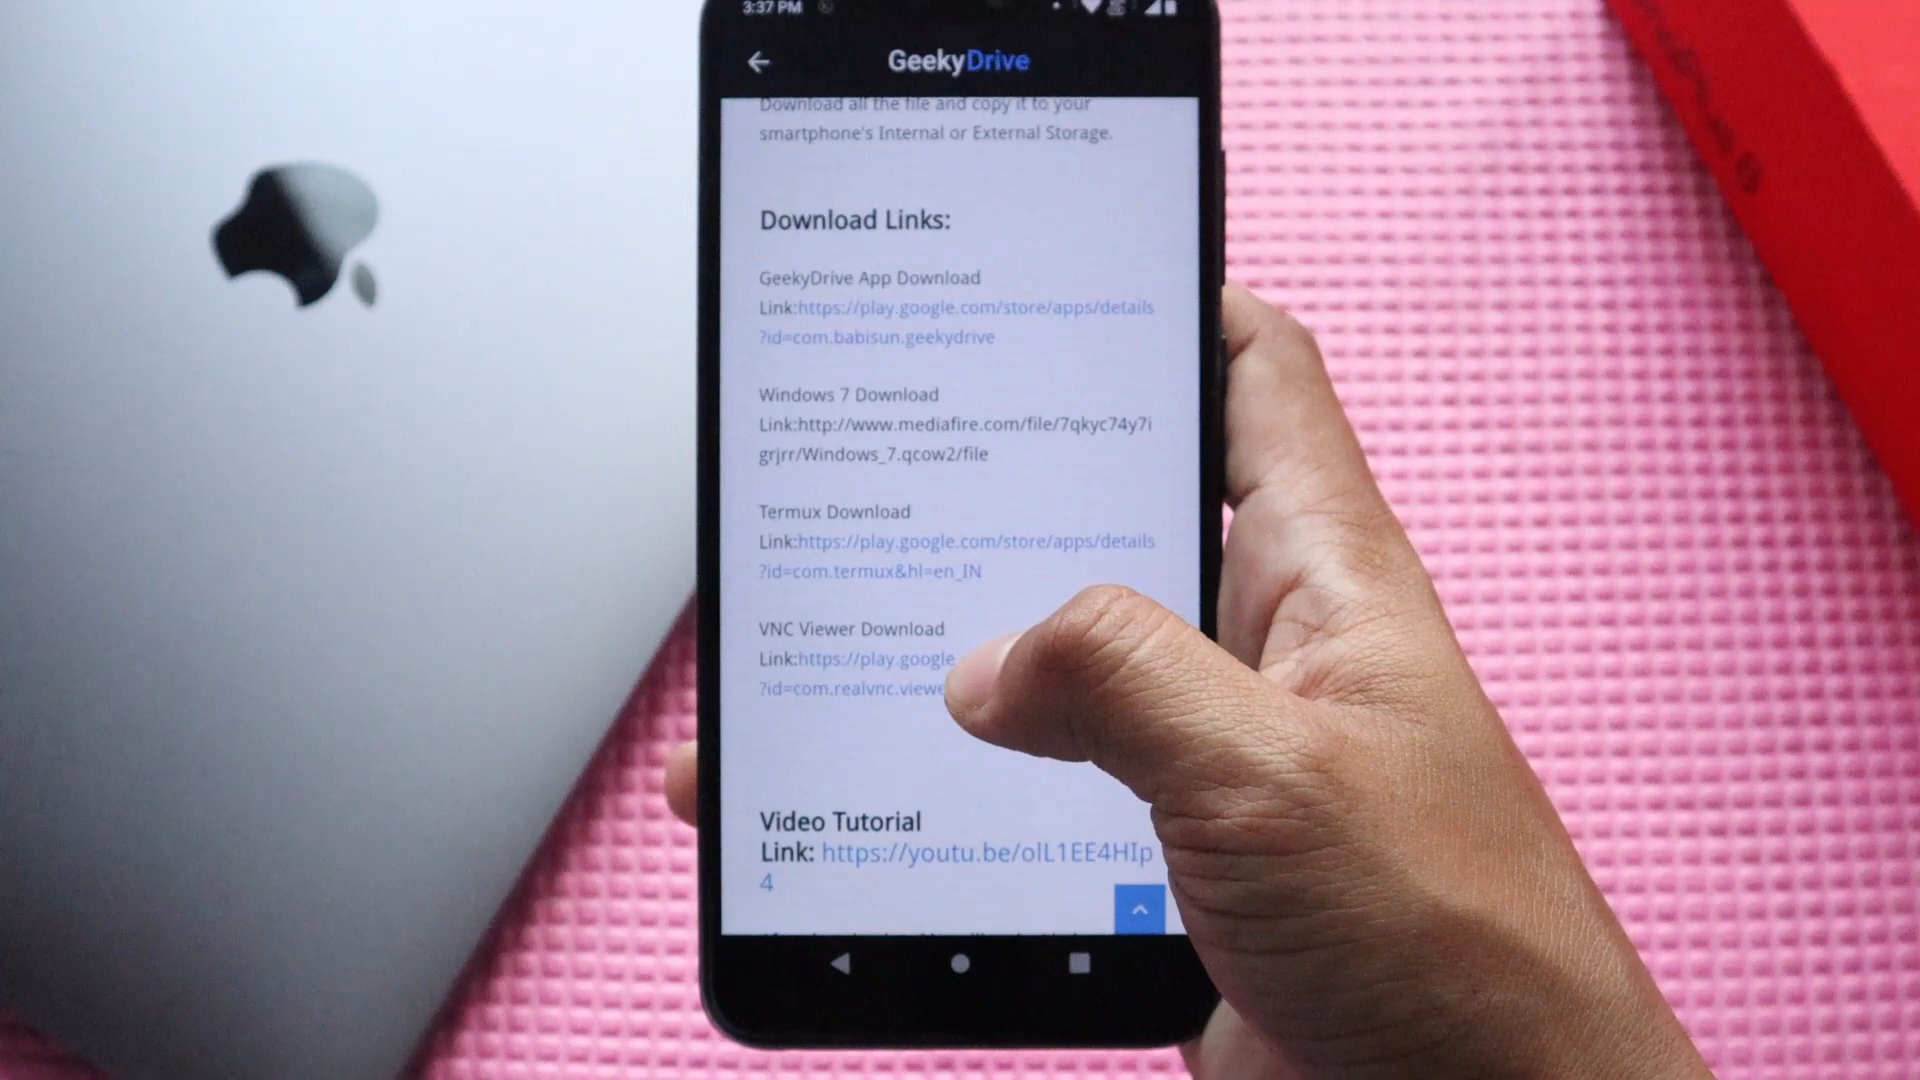 3:37 PM
GeekyDrive
Download all the file and copy it to your
smartphone's Internal or External Storage.
Download Links:
GeekyDrive App Download
Link:https://play.google.com/store/apps/details
?id=com.babisun.geekydrive
Windows 7 Download
Link:http://www.mediafire.com/file/7qkyc74y7i
grjrr/Windows_7.qcow2/file
Termux Download
Link:https://play.google.com/store/apps/details
?id=com.termux&hl=en_IN
VNC Viewer Download
Link:https://play.google
?id=com.realvnc.viewe
Video Tutorial
Link: https://youtu.be/olL1EE4HIp
4